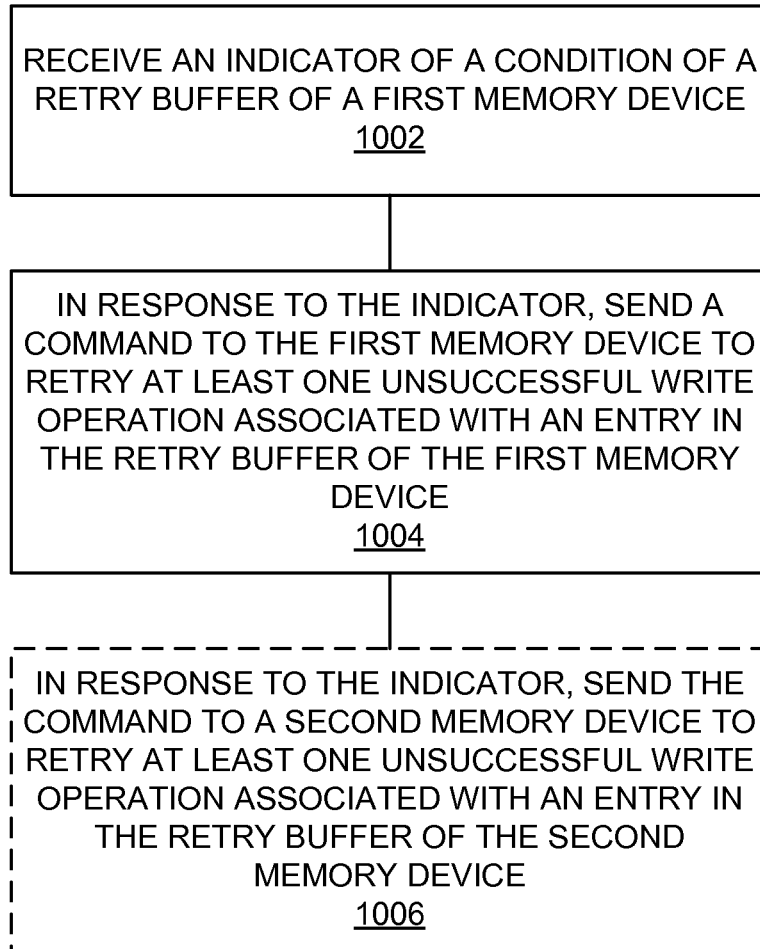 RECEIVE AN INDICATOR OF A CONDITION OF A
RETRY BUFFER OF A FIRST MEMORY DEVICE
1002
IN RESPONSE TO THE INDICATOR, SEND A
COMMAND TO THE FIRST MEMORY DEVICE TO
RETRY AT LEAST ONE UNSUCCESSFUL WRITE
OPERATION ASSOCIATED WITH AN ENTRY IN
THE RETRY BUFFER OF THE FIRST MEMORY
DEVICE
1004
IN RESPONSE TO THE INDICATOR, SEND THE
COMMAND TO A SECOND MEMORY DEVICE TO
RETRY AT LEAST ONE UNSUCCESSFUL WRITE
OPERATION ASSOCIATED WITH AN ENTRY IN
THE RETRY BUFFER OF THE SECOND
MEMORY DEVICE
1006